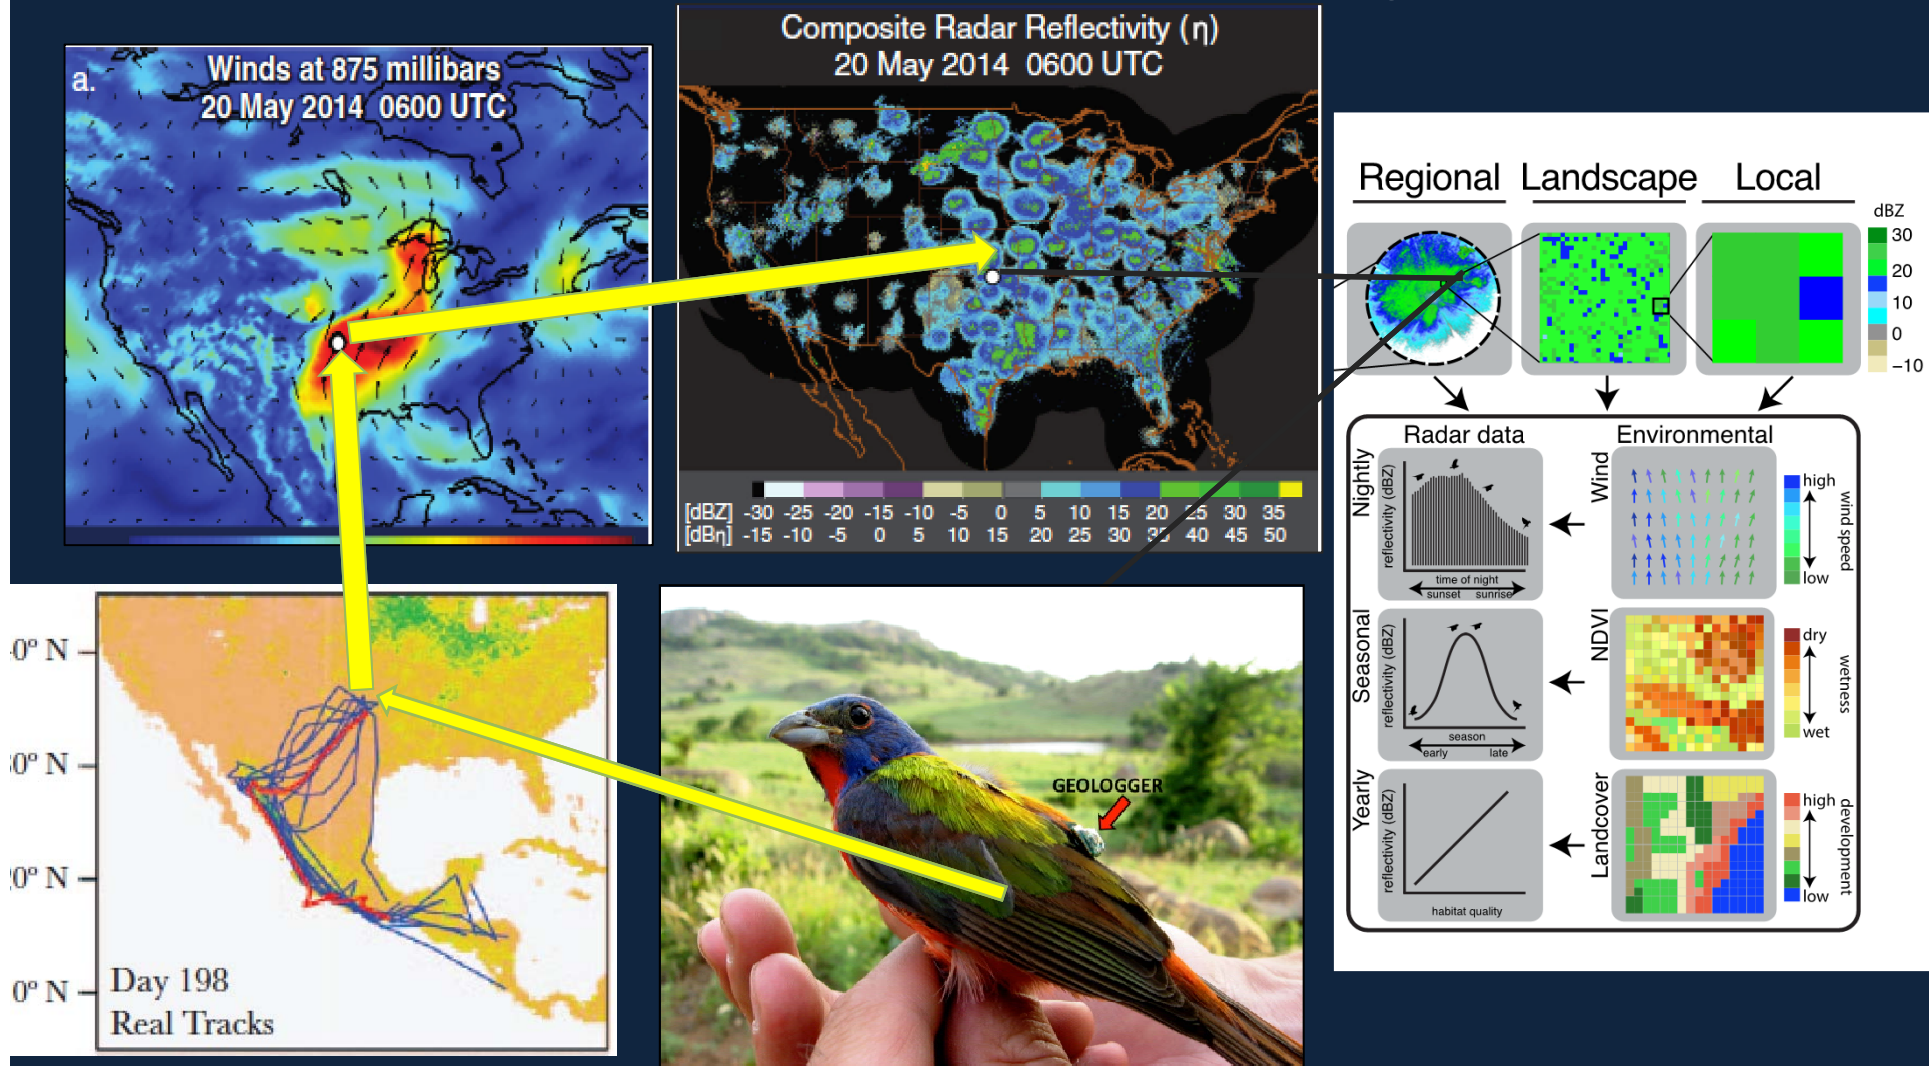 a.
Winds at 875 millibars
20 May 2014 0600 UTC
Composite Radar Reflectivity (η)
20 May 2014 0600 UTC
[dBZ] -30 -25 -20 -15 -10 -5 0 5 10 15 20 25 30 35
[dBη] -15 -10 -5 0 5 10 15 20 25 30 35 40 45 50
Regional Landscape Local
dBZ
30
20
10
0
-10
Radar data
Environmental
Nightly
reflectivity (dBZ)
time of night
sunset sunrise
Wind
high
low
wind speed
Seasonal
reflectivity (dBZ)
season
early late
NDVI
dry
wet
wetness
Yearly
reflectivity (dBZ)
habitat quality
Landcover
high
low
development
0° N
0° N
0° N
0° N
Day 198
Real Tracks
GEOLOGGER